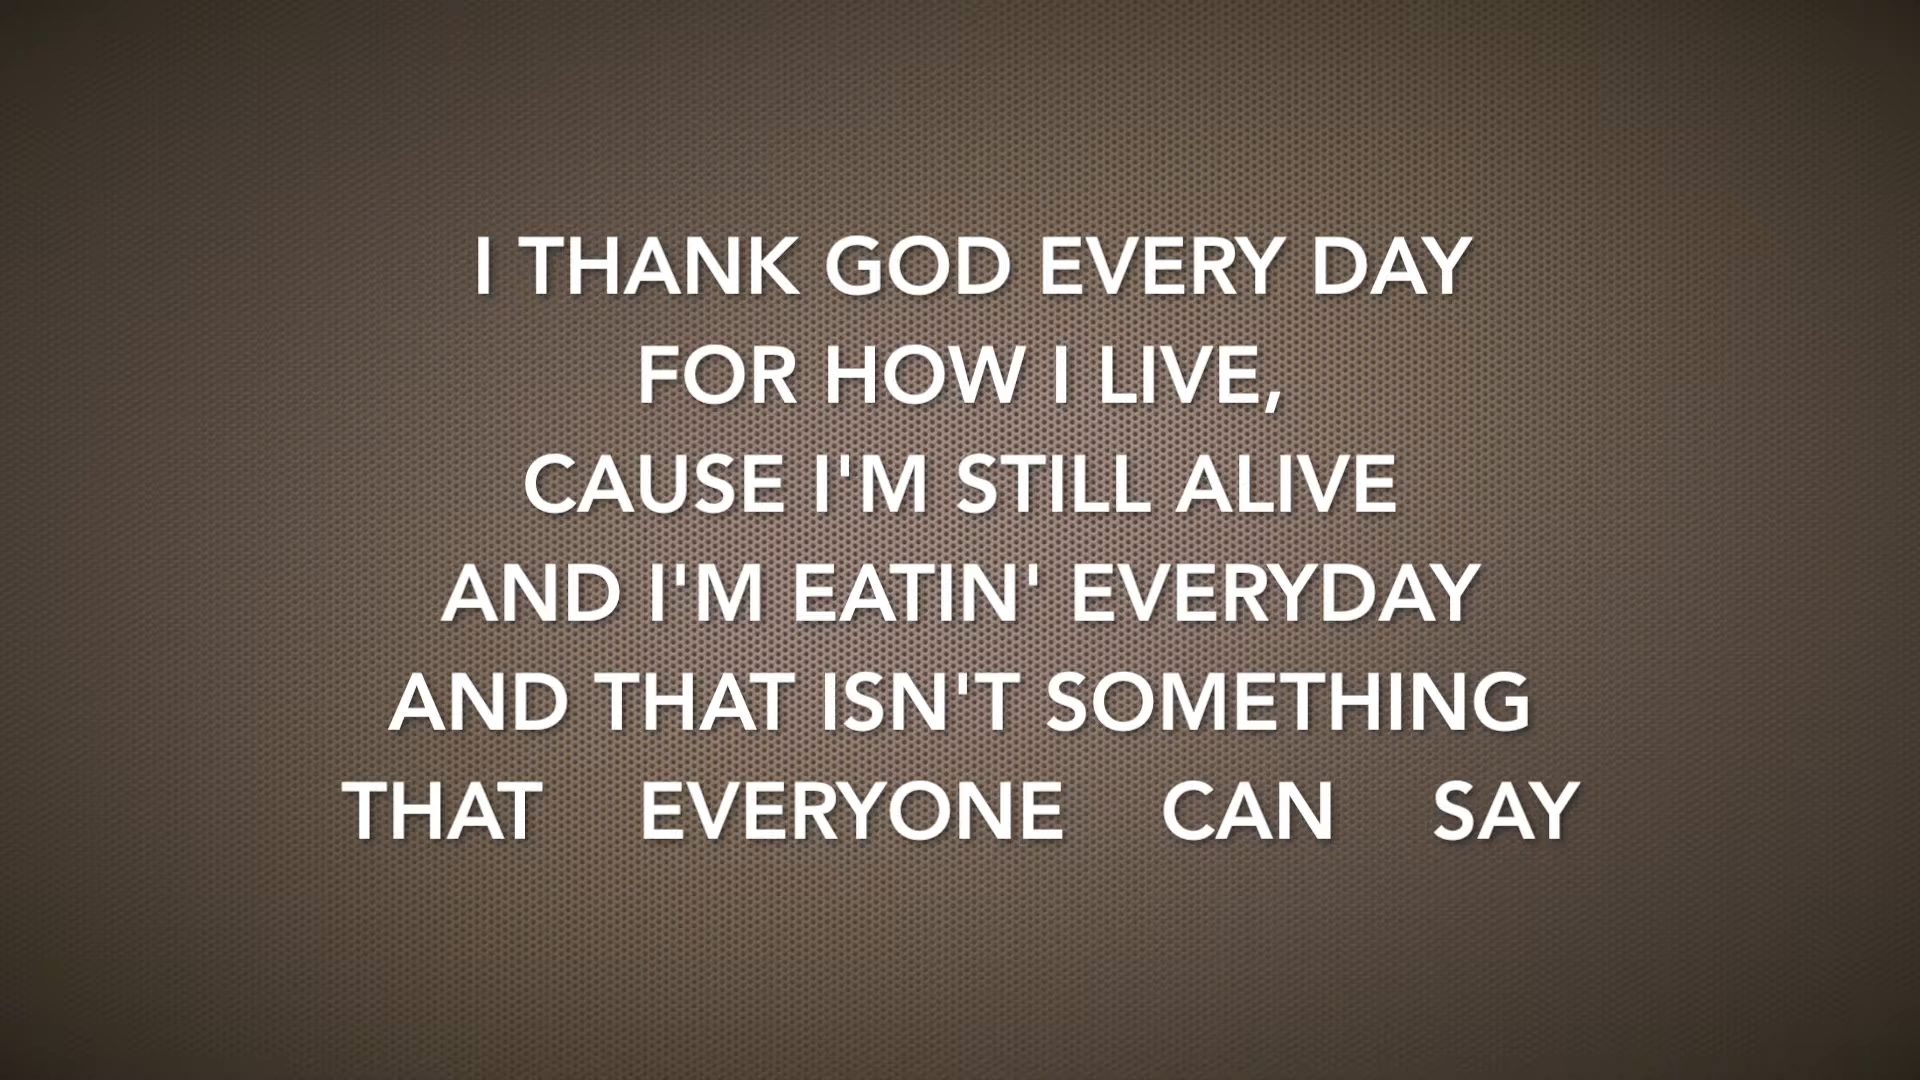 I THANK GOD EVERY DAY
FOR HOW I LIVE,
CAUSE I'M STILL ALIVE
AND I'M EATIN' EVERYDAY
AND THAT ISN'T SOMETHING
THAT EVERYONE CAN SAY